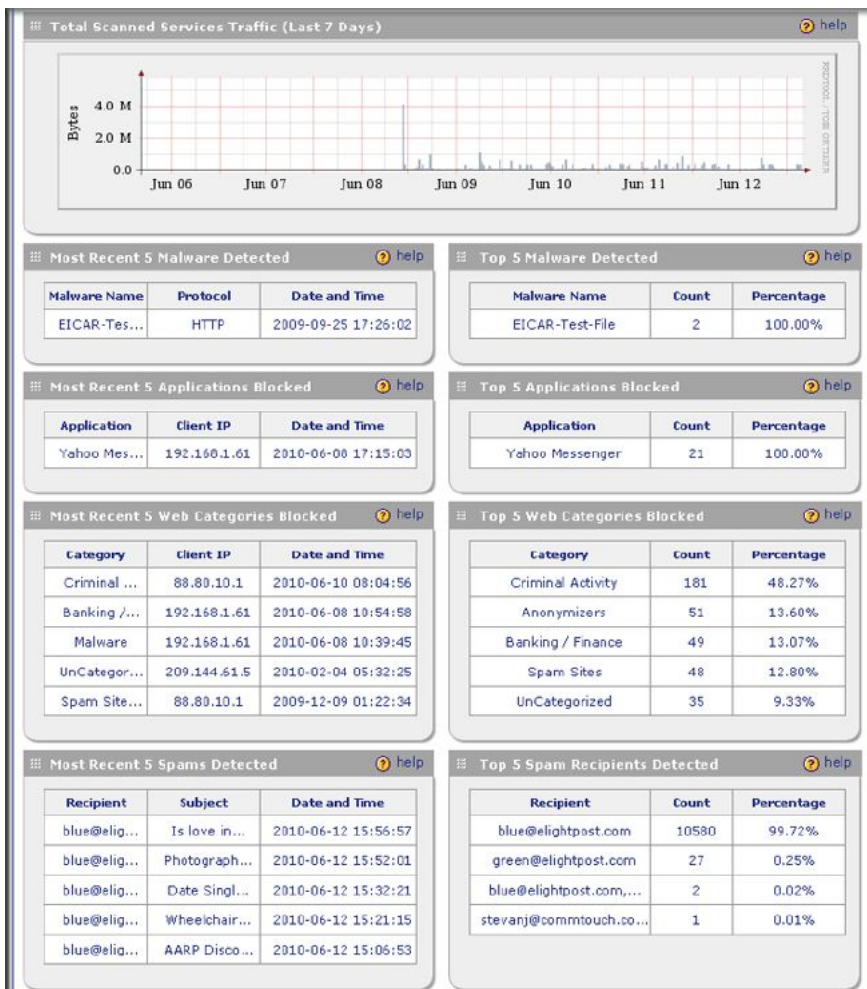 Total Scanned Services Traffic (Last 7 Days)
help
Bytes
4.0 M
2.0 M
0.0
Jun 06 Jun 07 Jun 08 Jun 09 Jun 10 Jun 11 Jun 12
RRDTOOL / TOBI OETIKER
Most Recent 5 Malware Detected
help
Malware Name Protocol Date and Time
EICAR-Tes... HTTP 2009-09-25 17:26:02
Top 5 Malware Detected
help
Malware Name Count Percentage
EICAR-Test-File 2 100.00%
Most Recent 5 Applications Blocked
help
Application Client IP Date and Time
Yahoo Mes... 192.168.1.61 2010-06-08 17:15:03
Top 5 Applications Blocked
help
Application Count Percentage
Yahoo Messenger 21 100.00%
Most Recent 5 Web Categories Blocked
help
Category Client IP Date and Time
Criminal ... 88.80.10.1 2010-06-10 08:04:56
Banking /... 192.168.1.61 2010-06-08 10:54:58
Malware 192.168.1.61 2010-06-08 10:39:45
UnCategor... 209.144.61.5 2010-02-04 05:32:25
Spam Site... 88.80.10.1 2009-12-09 01:22:34
Top 5 Web Categories Blocked
help
Category Count Percentage
Criminal Activity 181 48.27%
Anonymizers 51 13.60%
Banking / Finance 49 13.07%
Spam Sites 48 12.80%
UnCategorized 35 9.33%
Most Recent 5 Spams Detected
help
Recipient Subject Date and Time
blue@elig... Is love in... 2010-06-12 15:56:57
blue@elig... Photograph... 2010-06-12 15:52:01
blue@elig... Date Singl... 2010-06-12 15:32:21
blue@elig... Wheelchair... 2010-06-12 15:21:15
blue@elig... AARP Disco... 2010-06-12 15:06:53
Top 5 Spam Recipients Detected
help
Recipient Count Percentage
blue@elightpost.com 10580 99.72%
green@elightpost.com 27 0.25%
blue@elightpost.com,... 2 0.02%
stevanj@commtouch.co... 1 0.01%